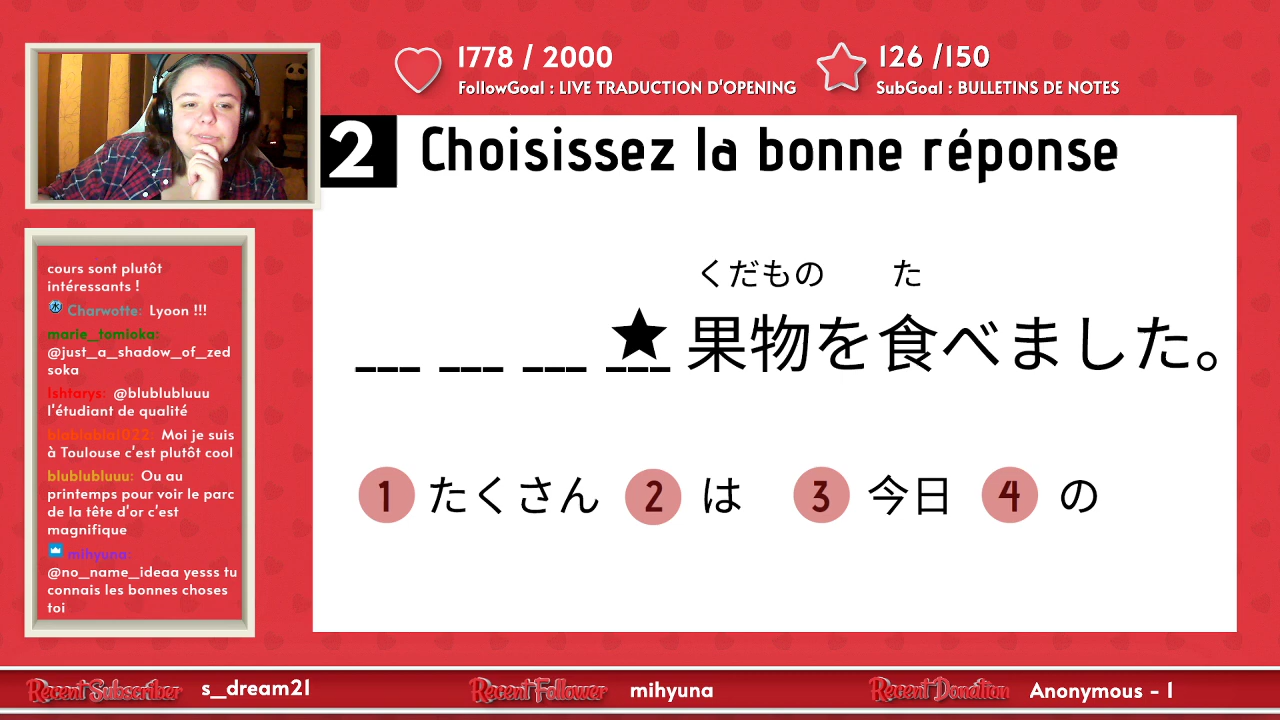 1778 / 2000
FollowGoal : LIVE TRADUCTION D'OPENING
126 /150
SubGoal : BULLETINS DE NOTES
2 Choisissez la bonne réponse
くだもの た
___ ___ ___ ★ 果物を食べました。
1 たくさん 2 は 3 今日 4 の
cours sont plutôt
intéressants !
Charwotte: Lyoon !!!
marie_tomioka:
@just_a_shadow_of_zed
soka
Ishtarys: @blublubluuu
l'étudiant de qualité
blablablal022: Moi je suis
à Toulouse c'est plutôt cool
blublubluuu: Ou au
printemps pour voir le parc
de la tête d'or c'est
magnifique
mihyuna:
@no_name_ideaa yesss tu
connais les bonnes choses
toi
Recent Subscriber s_dream21
Recent Follower mihyuna
Recent Donation Anonymous - 1